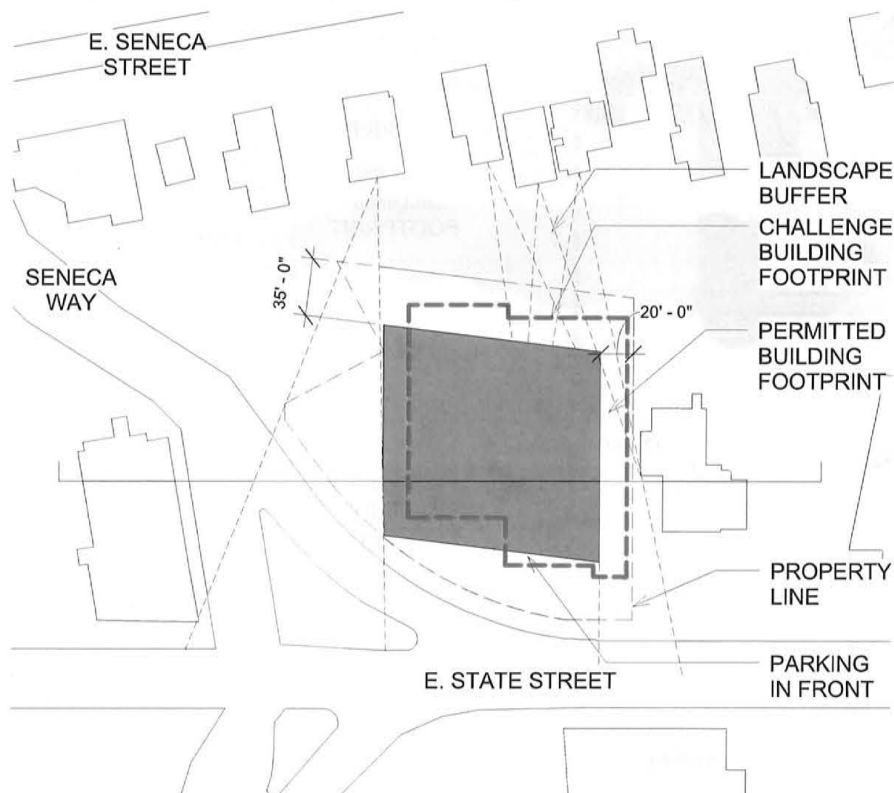 E. SENECA
STREET
LANDSCAPE
BUFFER
CHALLENGE
BUILDING
FOOTPRINT
SENECA
WAY
35' - 0"
20' - 0"
PERMITTED
BUILDING
FOOTPRINT
PROPERTY
LINE
E. STATE STREET
PARKING
IN FRONT